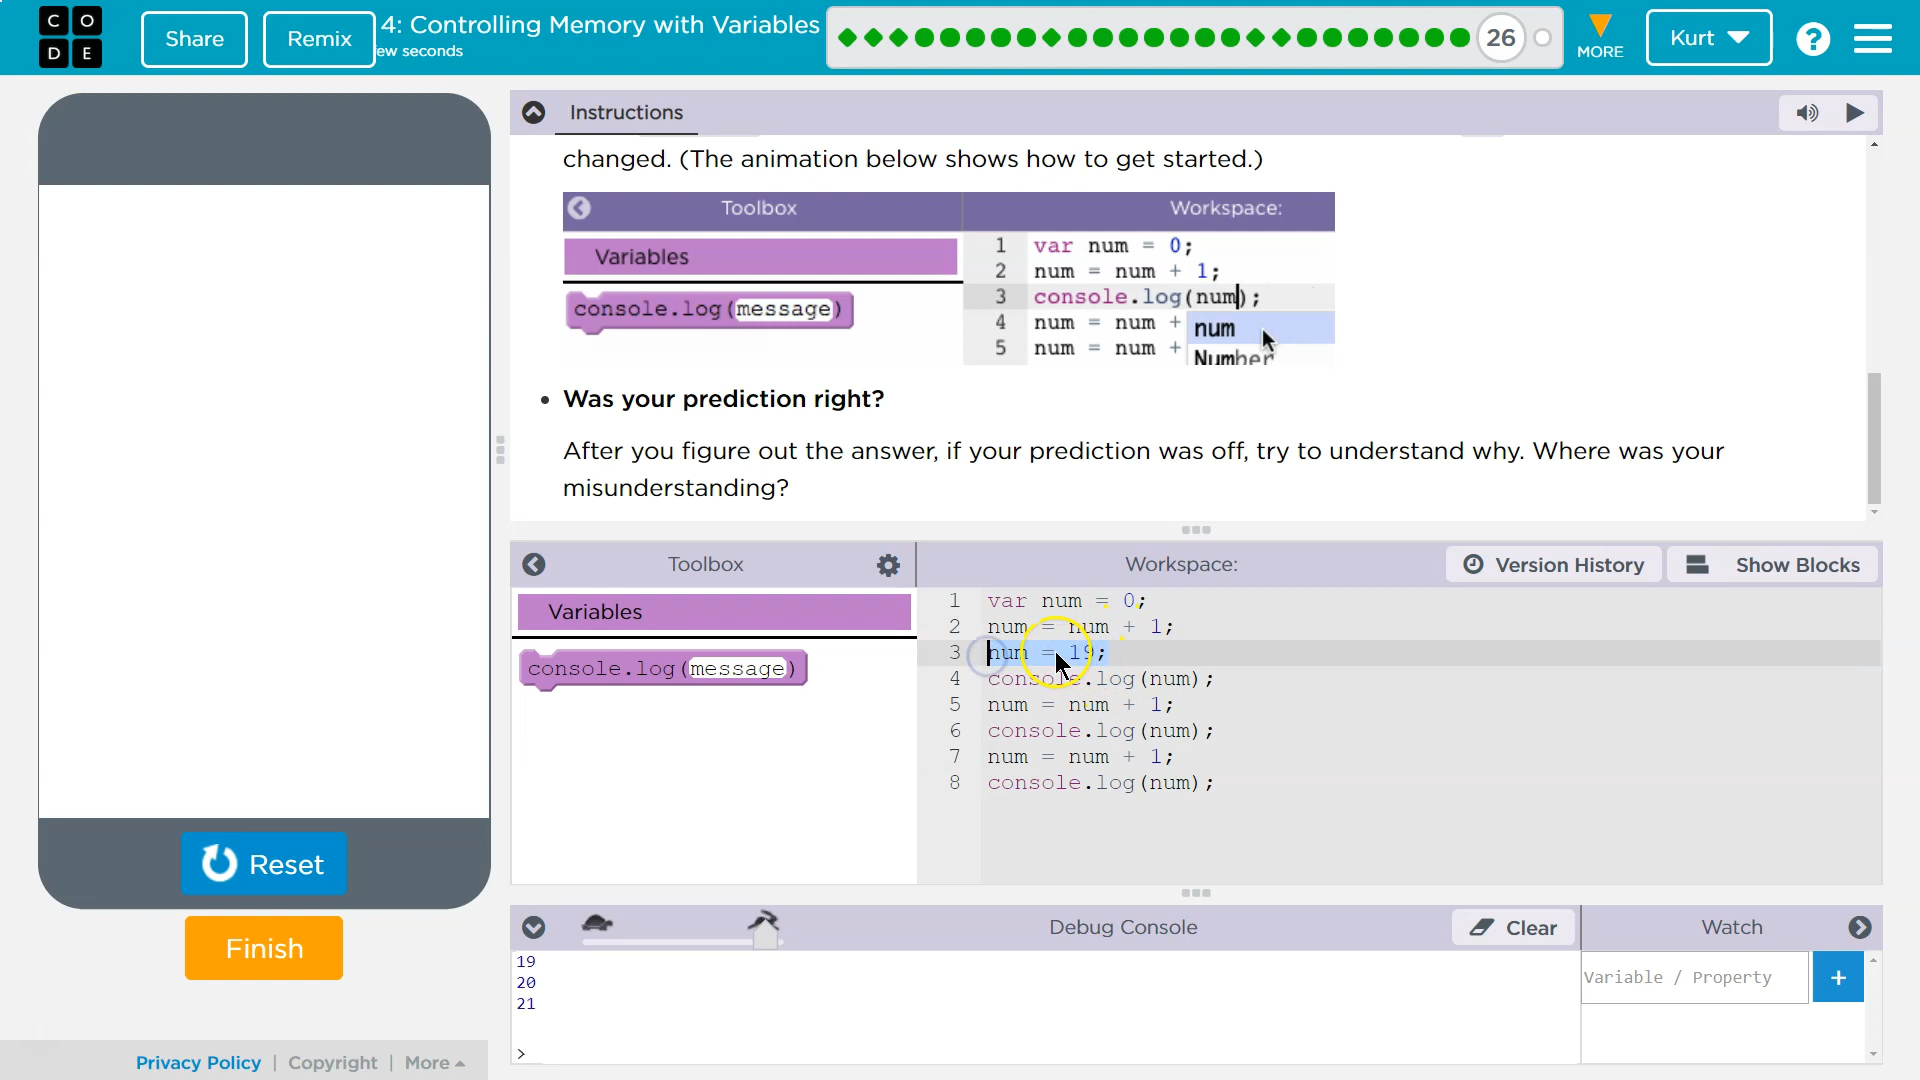 C O
D E
Share
Remix
4: Controlling Memory with Variables
few seconds
26
MORE
Kurt
?
Instructions
changed. (The animation below shows how to get started.)
Toolbox
Workspace:
Variables
console.log(message)
1 var num = 0;
2 num = num + 1;
3 console.log(num);
4 num = num +
5 num = num +
num
Number
• Was your prediction right?
After you figure out the answer, if your prediction was off, try to understand why. Where was your
misunderstanding?
Toolbox
Workspace:
Version History
Show Blocks
Variables
console.log(message)
1 var num = 0;
2 num = num + 1;
3 num = 19;
4 console.log(num);
5 num = num + 1;
6 console.log(num);
7 num = num + 1;
8 console.log(num);
Reset
Finish
Debug Console
Clear
Watch
19
20
21
>
Variable / Property
+
Privacy Policy | Copyright | More